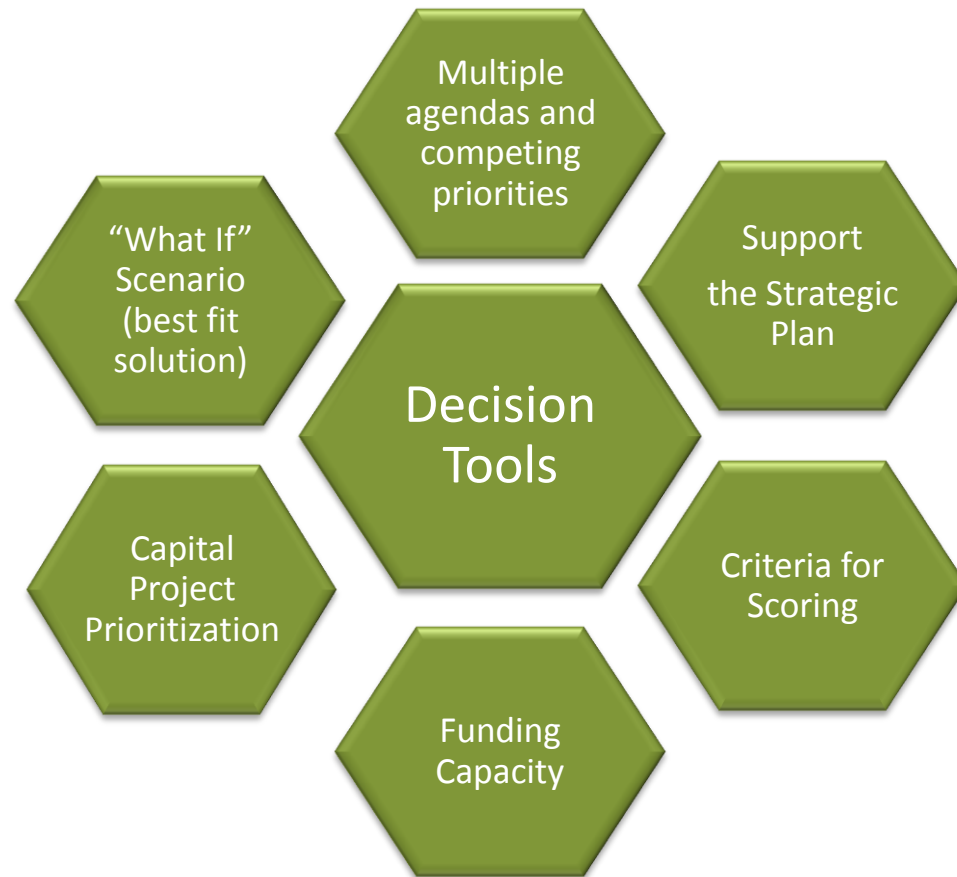 Multiple
agendas and
competing
priorities
“What If”
Scenario
(best fit
solution)
Support
the Strategic
Plan
Decision
Tools
Capital
Project
Prioritization
Criteria for
Scoring
Funding
Capacity